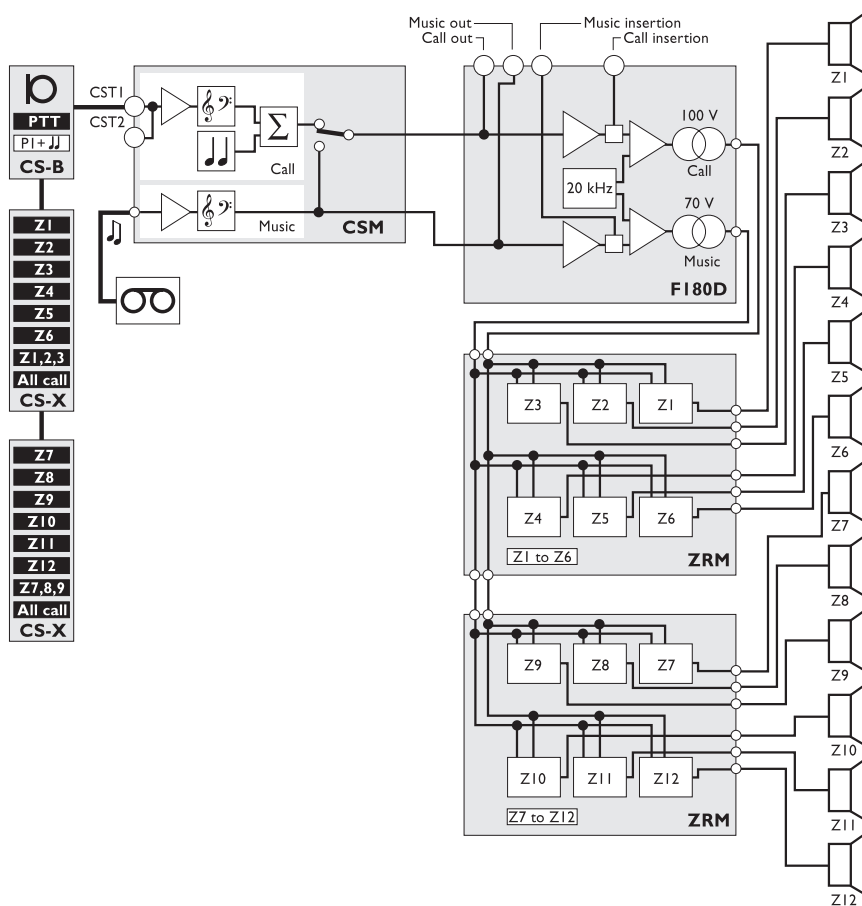 Music out
Call out
Music insertion
Call insertion
CST1
CST2
PTT
P1+
CS-B
Call
Music
CSM
100 V
Call
20 kHz
70 V
Music
F180D
Z1
Z2
Z3
Z4
Z5
Z6
Z1,2,3
All call
CS-X
Z7
Z8
Z9
Z10
Z11
Z12
Z7,8,9
All call
CS-X
Z3
Z2
Z1
Z4
Z5
Z6
Z1 to Z6
ZRM
Z9
Z8
Z7
Z10
Z11
Z12
Z7 to Z12
ZRM
Z1
Z2
Z3
Z4
Z5
Z6
Z7
Z8
Z9
Z10
Z11
Z12